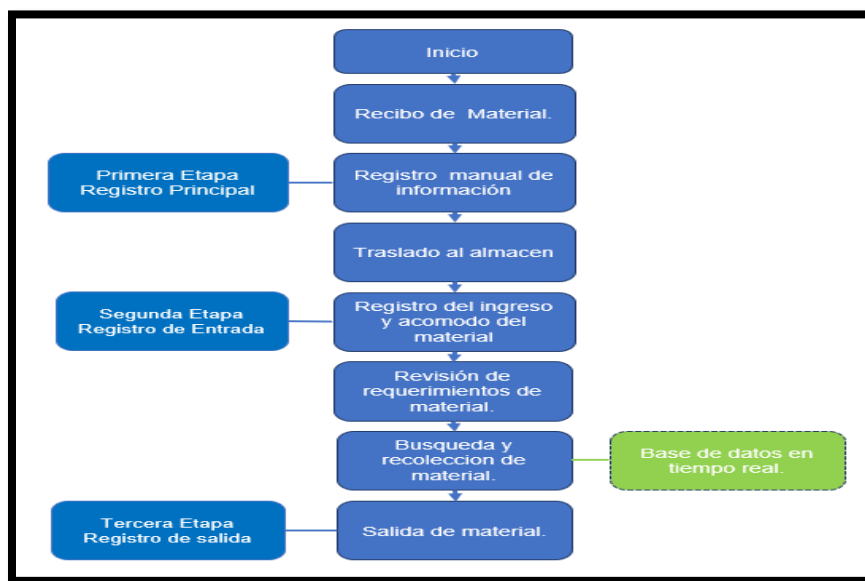 Inicio
Recibo de Material.
Primera Etapa
Registro Principal
Registro manual de
información
Traslado al almacen
Segunda Etapa
Registro de Entrada
Registro del ingreso
y acomodo del
material
Revisión de
requerimientos de
material.
Busqueda y
recoleccion de
material.
Base de datos en
tiempo real.
Tercera Etapa
Registro de salida
Salida de material.